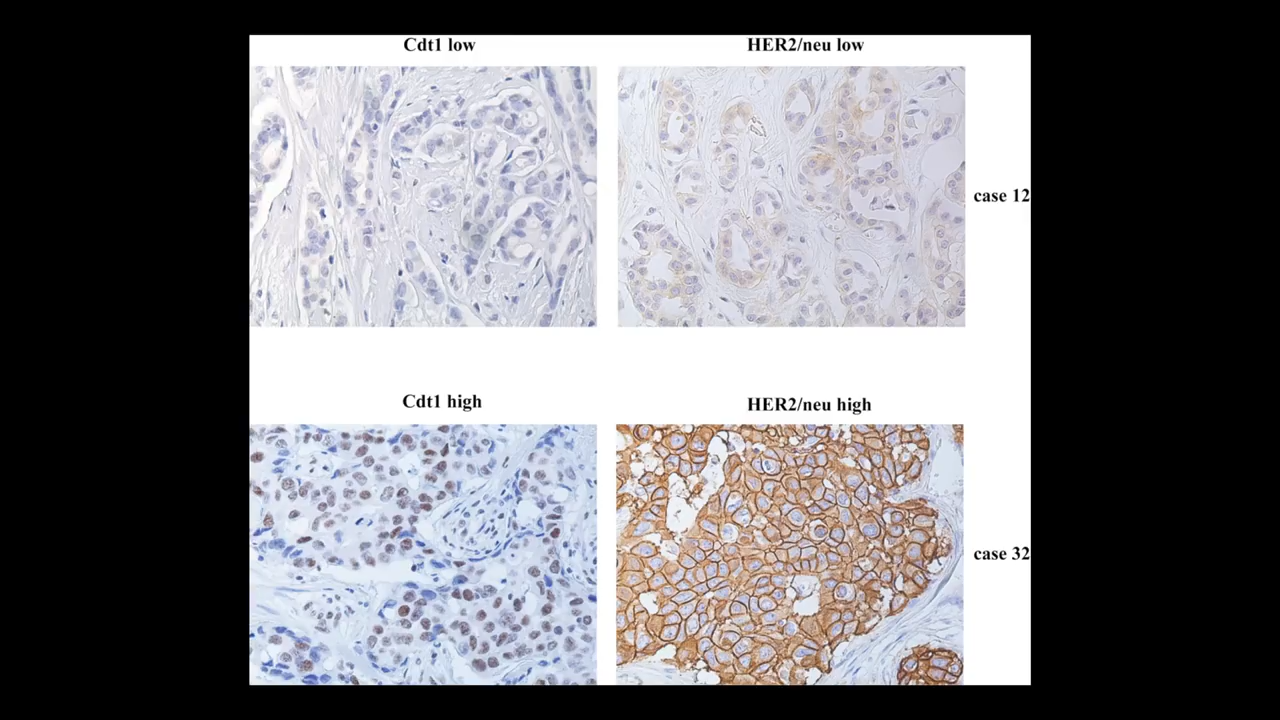 Cdt1 low
HER2/neu low
case 12
Cdt1 high
HER2/neu high
case 32